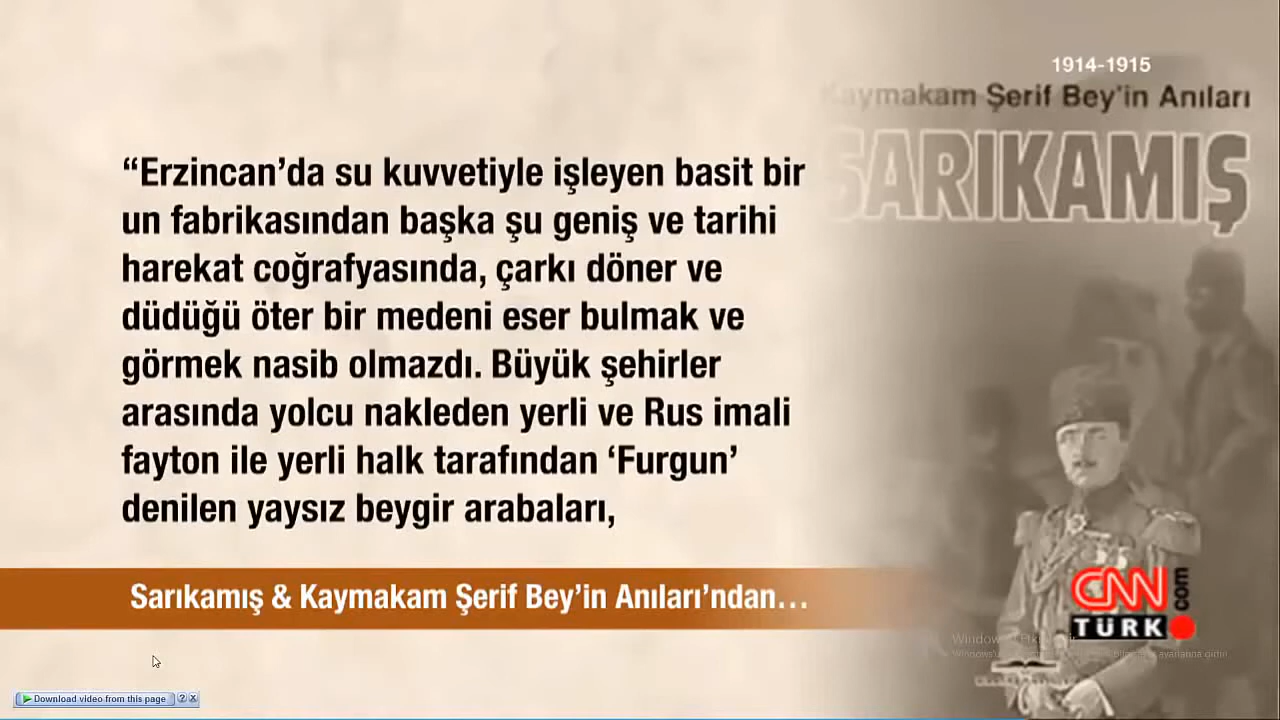 1914-1915
Kaymakam Şerif Bey'in Anıları
SARIKAMIŞ
“Erzincan’da su kuvvetiyle işleyen basit bir
un fabrikasından başka şu geniş ve tarihi
harekat coğrafyasında, çarkı döner ve
düdüğü öter bir medeni eser bulmak ve
görmek nasib olmazdı. Büyük şehirler
arasında yolcu nakleden yerli ve Rus imali
fayton ile yerli halk tarafından ‘Furgun’
denilen yaysız beygir arabaları,
Sarıkamış & Kaymakam Şerif Bey’in Anıları’ndan…
CNN
TÜRK
com
Download video from this page ? X